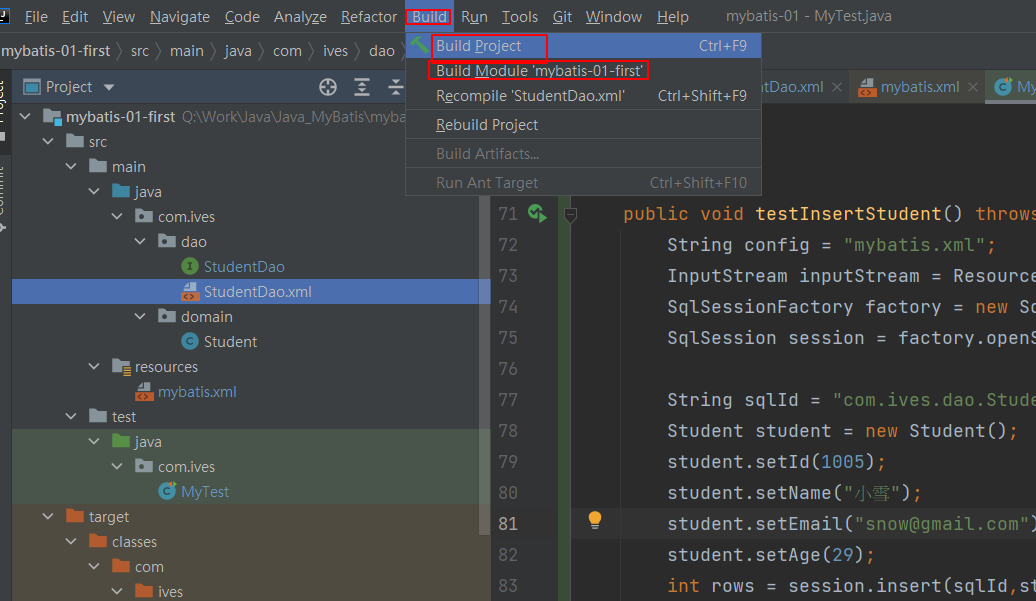 File Edit View Navigate Code Analyze Refactor Build Run Tools Git Window Help mybatis-01 - MyTest.java
mybatis-01-first src main java com ives dao
Build Project Ctrl+F9
Build Module 'mybatis-01-first'
Recompile 'StudentDao.xml' Ctrl+Shift+F9
Rebuild Project
Build Artifacts...
Run Ant Target Ctrl+Shift+F10
tDao.xml mybatis.xml My
Project
mybatis-01-first Q:\Work\Java\Java_MyBatis\myba
src
main
java
com.ives
dao
StudentDao
StudentDao.xml
domain
Student
resources
mybatis.xml
test
java
com.ives
MyTest
target
classes
com
ives
71 public void testInsertStudent() throws
72 String config = "mybatis.xml";
73 InputStream inputStream = Resource
74 SqlSessionFactory factory = new Sq
75 SqlSession session = factory.openS
76
77 String sqlId = "com.ives.dao.Stude
78 Student student = new Student();
79 student.setId(1005);
80 student.setName("小雪");
81 student.setEmail("snow@gmail.com")
82 student.setAge(29);
83 int rows = session.insert(sqlId,st